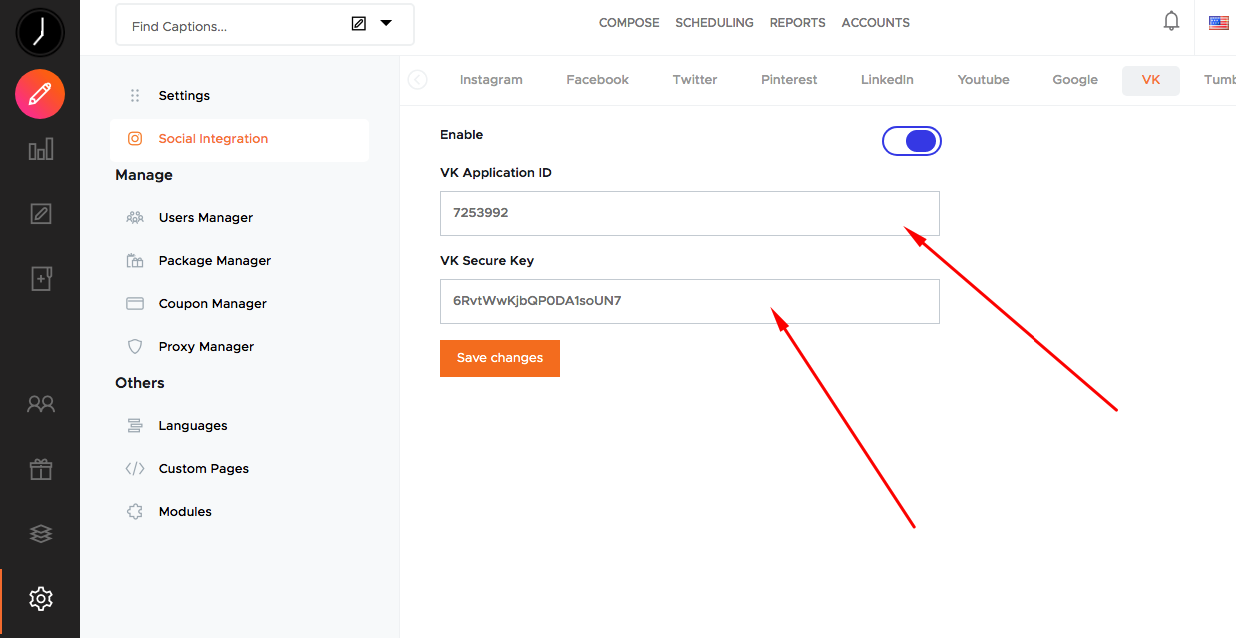 Find Captions...
COMPOSE SCHEDULING REPORTS ACCOUNTS
Settings
Social Integration
Manage
Users Manager
Package Manager
Coupon Manager
Proxy Manager
Others
Languages
Custom Pages
Modules
Instagram Facebook Twitter Pinterest LinkedIn Youtube Google VK Tumb
Enable
VK Application ID
7253992
VK Secure Key
6RvtWwKjbQP0DA1soUN7
Save changes